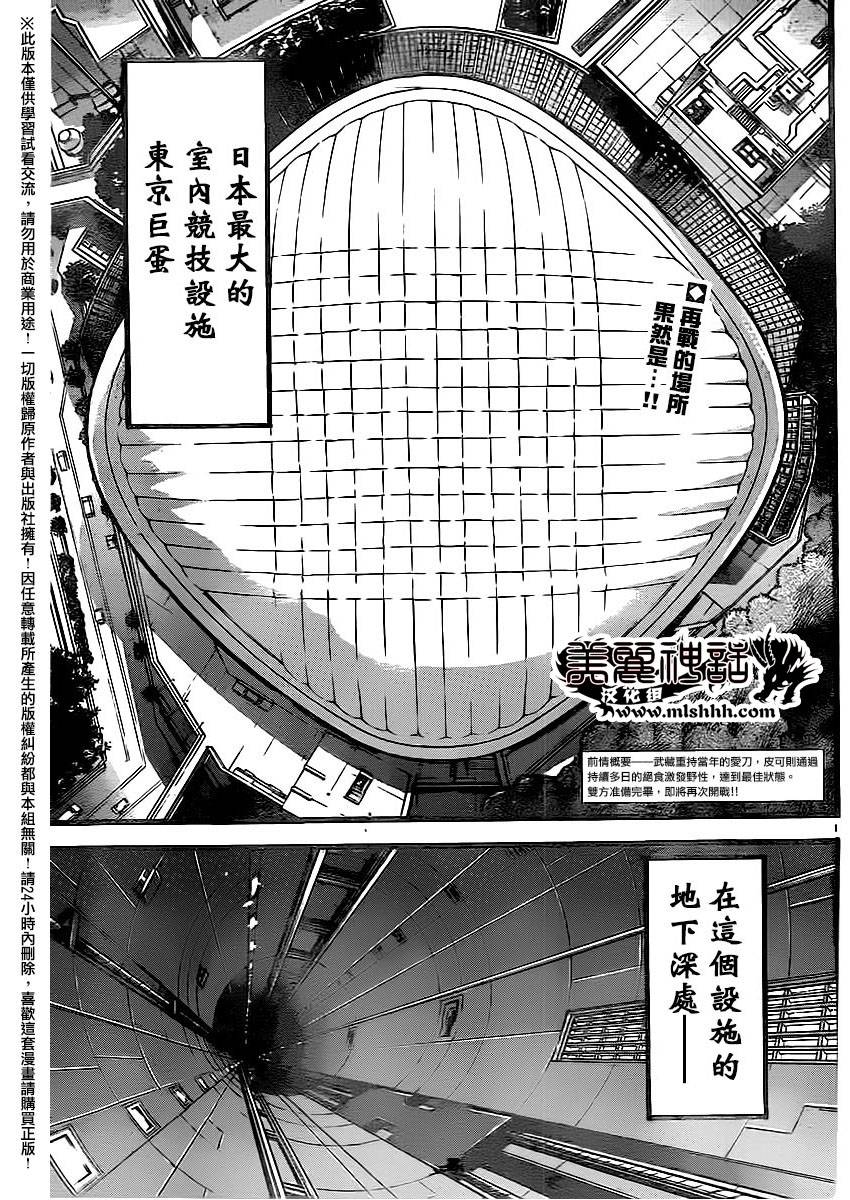 再戰的場所
果然是…!!
日本最大的
室內競技設施
東京巨蛋
美麗神話
汉化组
www.mlshhh.com
前情概要——武藏重持當年的愛刀，皮可則通過
持續多日的絕食激發野性，達到最佳狀態。
雙方准備完畢，即將再次開戰!!
1
在這個設施的
地下深處——
※此版本僅供學習試看交流，請勿用於商業用途！一切版權歸原作者與出版社擁有！因任意轉載所產生的版權糾紛都與本組無關！請24小時內刪除，喜歡這套漫畫請購買正版！